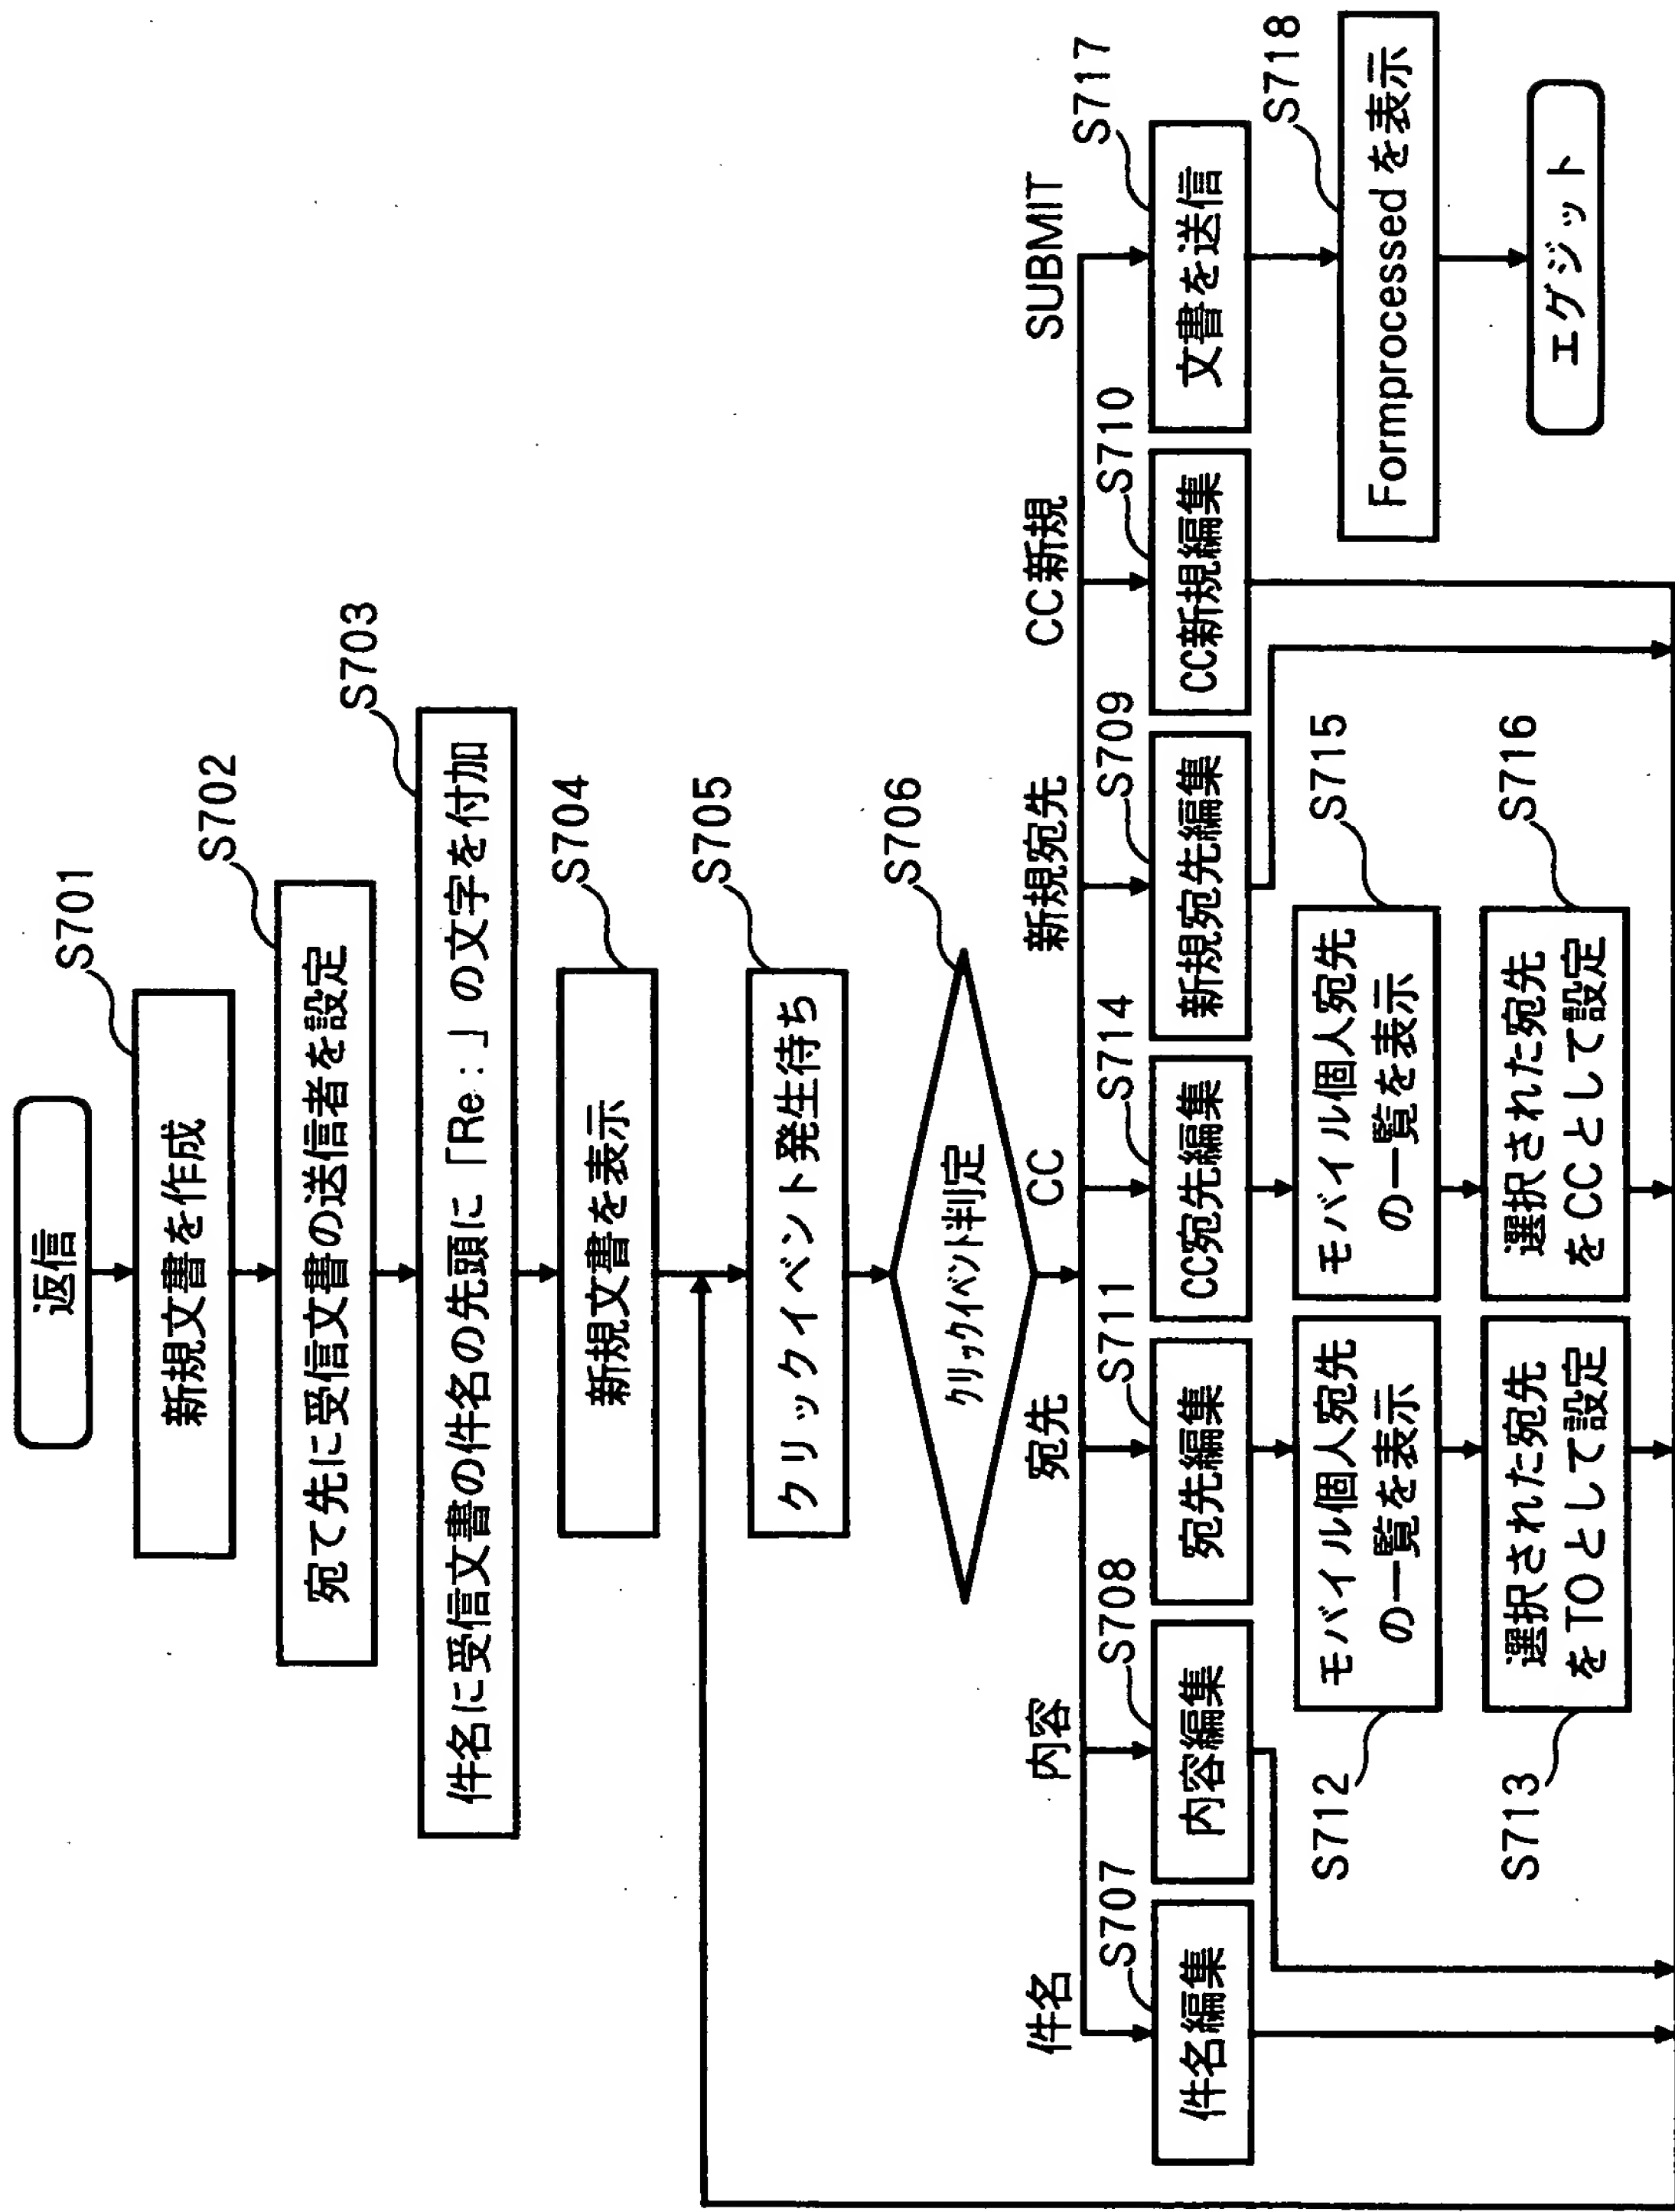 返信
S701
新規文書を作成
S702
宛て先に受信文書の送信者を設定
S703
件名に受信文書の件名の先頭に「Re:」の文字を付加
S704
新規文書を表示
S705
クリックイベント発生待ち
S706
クリックイベント判定
件名
内容
宛先
CC
新規宛先
CC新規
SUBMIT
S707
S708
S711
S714
S709
S710
S717
件名編集
内容編集
宛先編集
CC宛先編集
新規宛先編集
CC新規編集
文書を送信
S712
モバイル個人宛先
の一覧を表示
モバイル個人宛先
の一覧を表示
S715
S718
Formprocessedを表示
S713
選択された宛先
をTOとして設定
選択された宛先
をCCとして設定
S716
エグジット